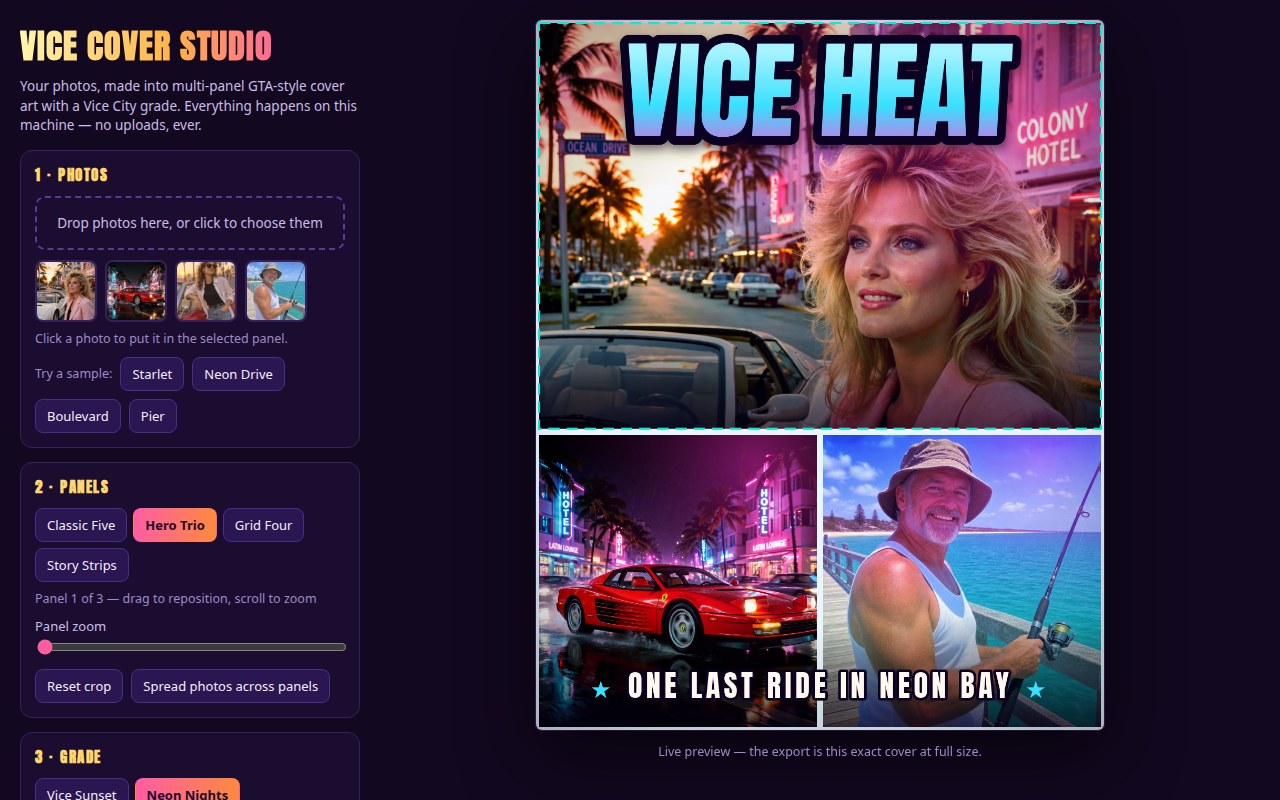 VICE COVER STUDIO
Your photos, made into multi-panel GTA-style cover
art with a Vice City grade. Everything happens on this
machine — no uploads, ever.
1 · PHOTOS
Drop photos here, or click to choose them
Click a photo to put it in the selected panel.
Try a sample:
Starlet
Neon Drive
Boulevard
Pier
2 · PANELS
Classic Five
Hero Trio
Grid Four
Story Strips
Panel 1 of 3 — drag to reposition, scroll to zoom
Panel zoom
Reset crop
Spread photos across panels
3 · GRADE
Vice Sunset
Neon Nights
VICE HEAT
OCEAN DRIVE
COLONY
HOTEL
HOTEL
HOTEL
LATIN LOUNGE
LATIN LOUNGE
ONE LAST RIDE IN NEON BAY
Live preview — the export is this exact cover at full size.